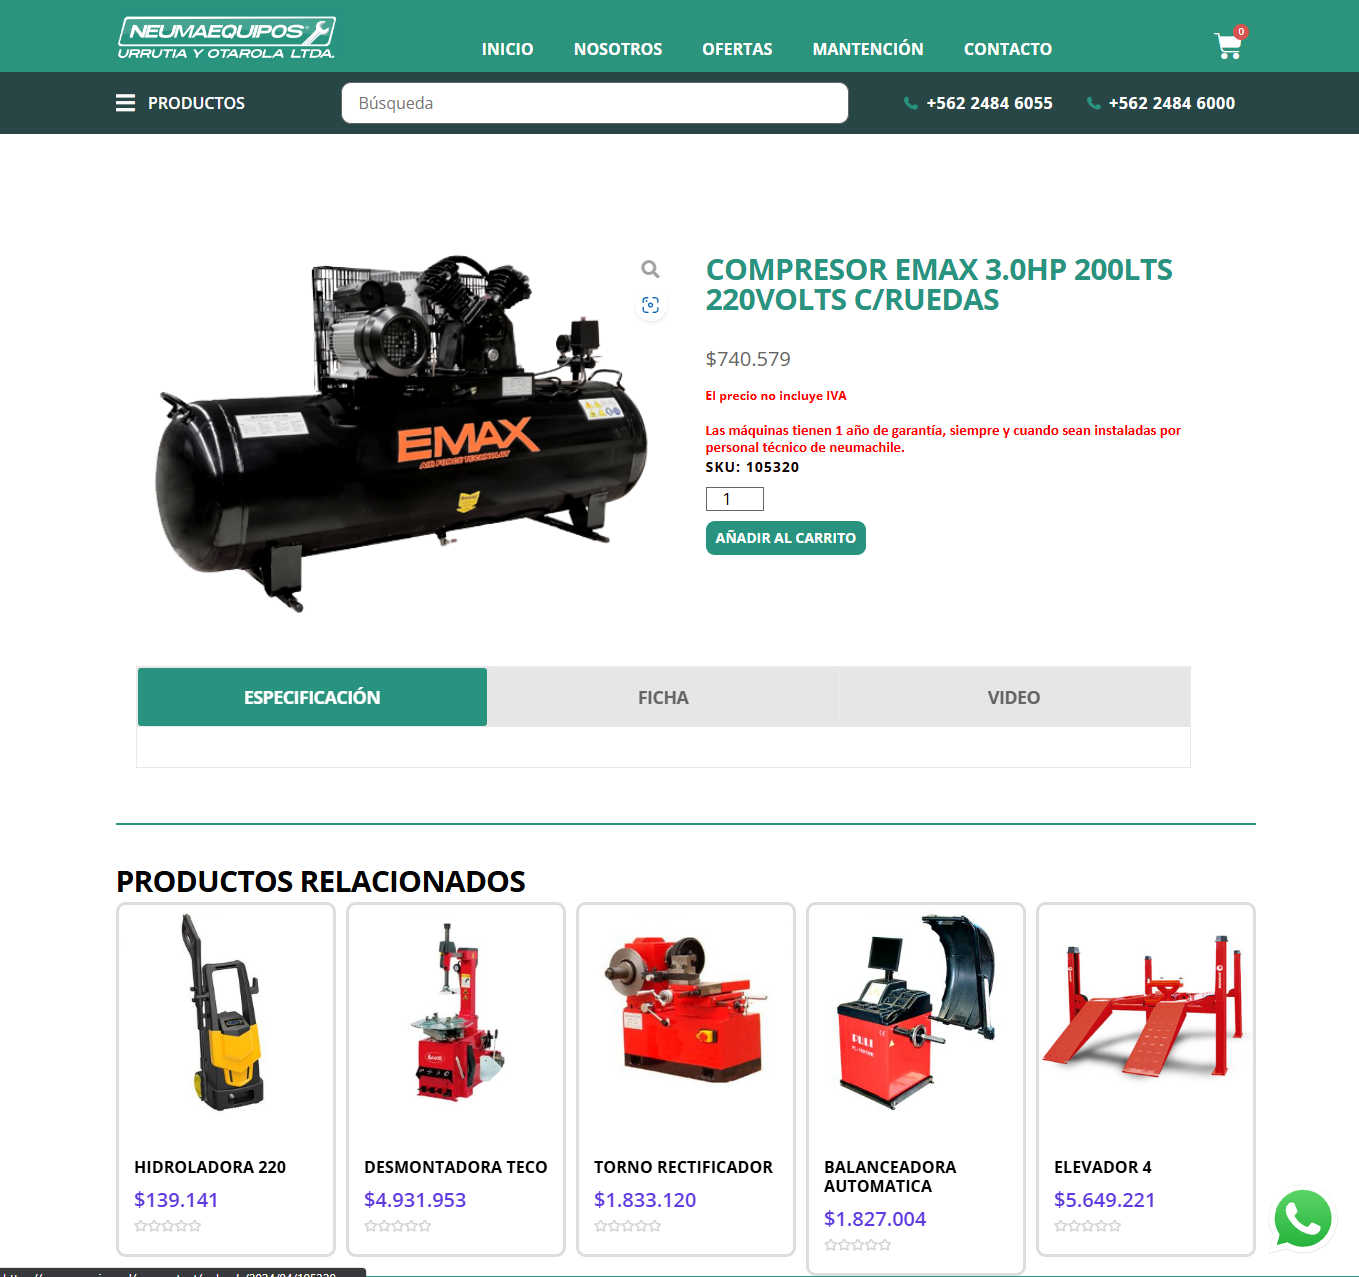 NEUMAEQUIPOS
URRUTIA Y OTAROLA LTDA.
INICIO
NOSOTROS
OFERTAS
MANTENCIÓN
CONTACTO
0
PRODUCTOS
Búsqueda
+562 2484 6055
+562 2484 6000
COMPRESOR EMAX 3.0HP 200LTS
220VOLTS C/RUEDAS
$740.579
El precio no incluye IVA
Las máquinas tienen 1 año de garantía, siempre y cuando sean instaladas por
personal técnico de neumachile.
SKU: 105320
1
AÑADIR AL CARRITO
EMAX
ESPECIFICACIÓN
FICHA
VIDEO
PRODUCTOS RELACIONADOS
HIDROLADORA 220
$139.141
DESMONTADORA TECO
$4.931.953
TORNO RECTIFICADOR
$1.833.120
PULI
BALANCEADORA
AUTOMATICA
$1.827.004
ELEVADOR 4
$5.649.221